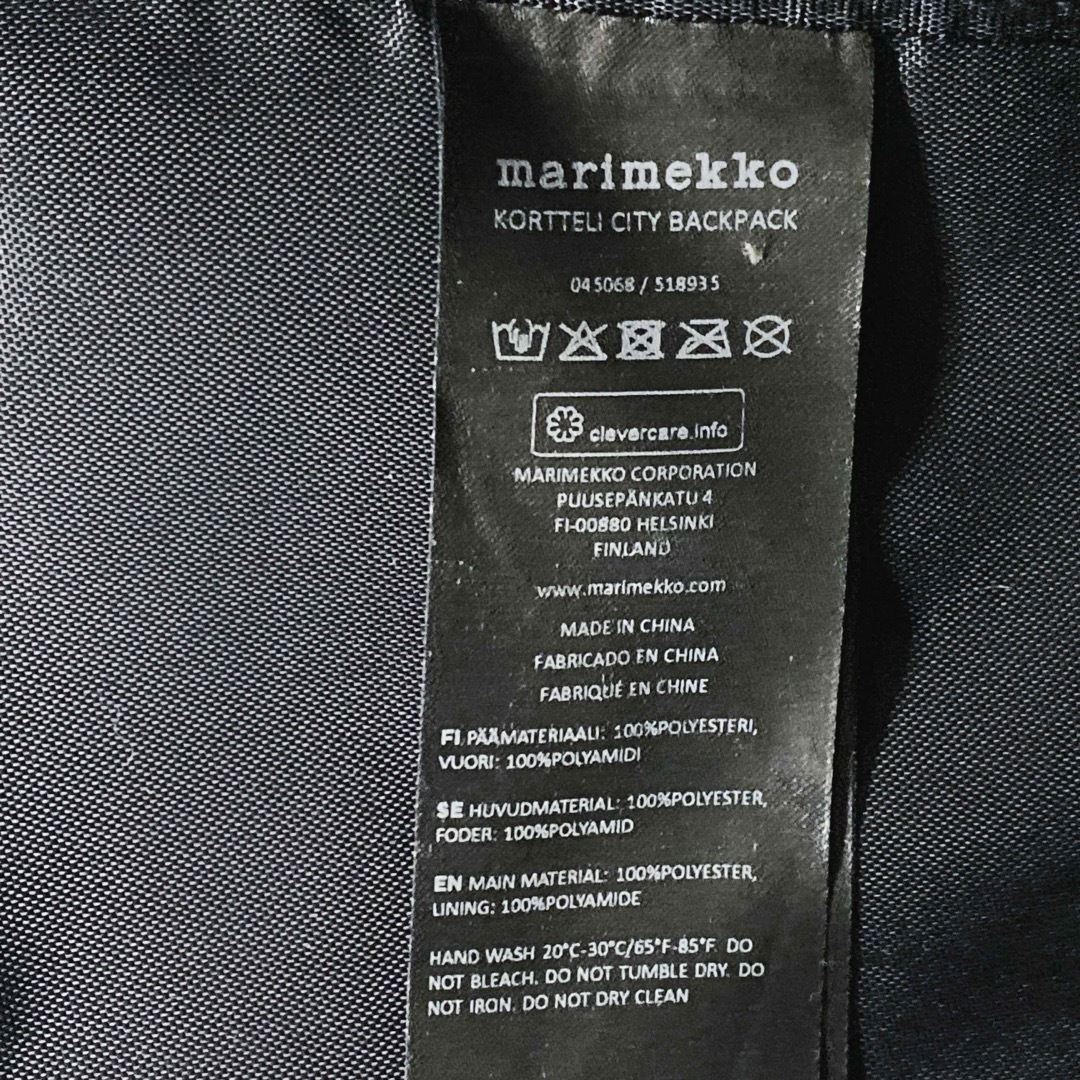 marimekko
KORTTELI CITY BACKPACK
045068 / 518935
clevercare.info
MARIMEKKO CORPORATION
PUUSEPÄNKATU 4
FI-00880 HELSINKI
FINLAND
www.marimekko.com
MADE IN CHINA
FABRICADO EN CHINA
FABRIQUÉ EN CHINE
FI PÄÄMATERIAALI: 100%POLYESTERI,
VUORI: 100%POLYAMIDI
SE HUVUDMATERIAL: 100%POLYESTER,
FODER: 100%POLYAMID
EN MAIN MATERIAL: 100%POLYESTER,
LINING: 100%POLYAMIDE
HAND WASH 20°C-30°C/65°F-85°F. DO
NOT BLEACH. DO NOT TUMBLE DRY. DO
NOT IRON. DO NOT DRY CLEAN